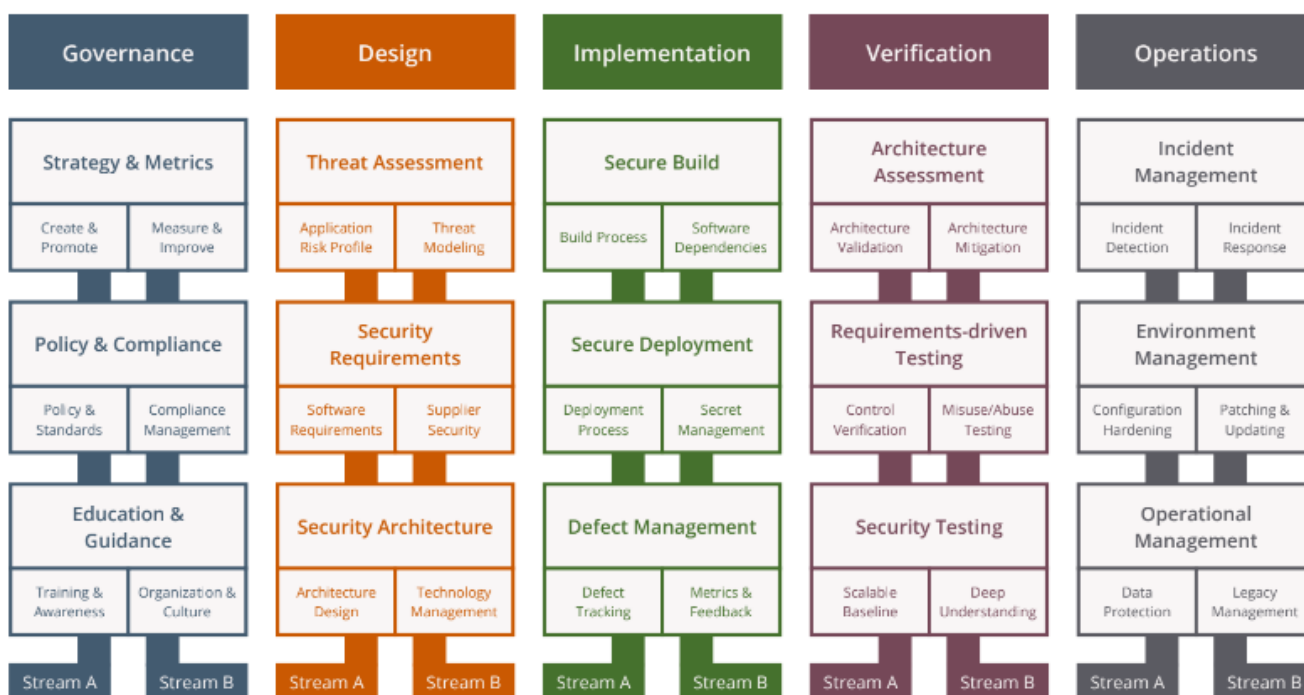 Governance
Design
Implementation
Verification
Operations
Strategy & Metrics
Create &
Promote
Measure &
Improve
Threat Assessment
Application
Risk Profile
Threat
Modeling
Secure Build
Build Process
Software
Dependencies
Architecture
Assessment
Architecture
Validation
Architecture
Mitigation
Incident
Management
Incident
Detection
Incident
Response
Policy & Compliance
Policy &
Standards
Compliance
Management
Security
Requirements
Software
Requirements
Supplier
Security
Secure Deployment
Deployment
Process
Secret
Management
Requirements-driven
Testing
Control
Verification
Misuse/Abuse
Testing
Environment
Management
Configuration
Hardening
Patching &
Updating
Education &
Guidance
Training &
Awareness
Organization &
Culture
Security Architecture
Architecture
Design
Technology
Management
Defect Management
Defect
Tracking
Metrics &
Feedback
Security Testing
Scalable
Baseline
Deep
Understanding
Operational
Management
Data
Protection
Legacy
Management
Stream A
Stream B
Stream A
Stream B
Stream A
Stream B
Stream A
Stream B
Stream A
Stream B